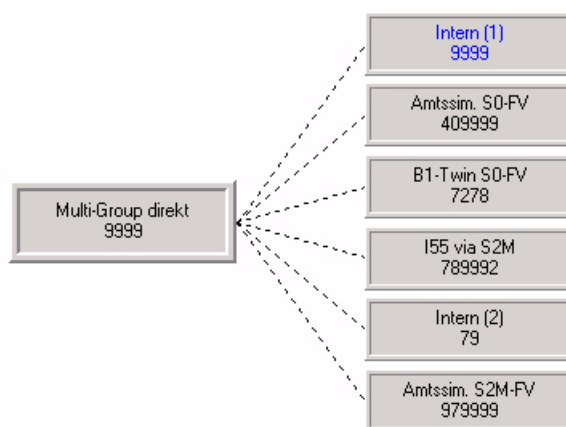 Multi-Group direkt
9999
Intern (1)
9999
Amtssim. S0-FV
409999
B1-Twin S0-FV
7278
I55 via S2M
789992
Intern (2)
79
Amtssim. S2M-FV
979999